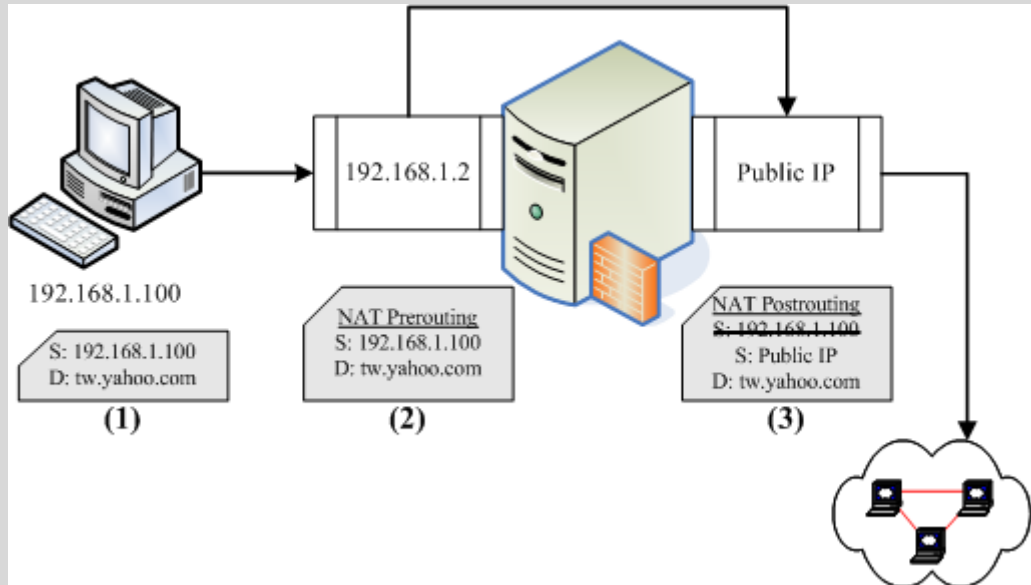 192.168.1.2
Public IP
192.168.1.100
S: 192.168.1.100
D: tw.yahoo.com
(1)
NAT Prerouting
S: 192.168.1.100
D: tw.yahoo.com
(2)
NAT Postrouting
S: 192.168.1.100
S: Public IP
D: tw.yahoo.com
(3)